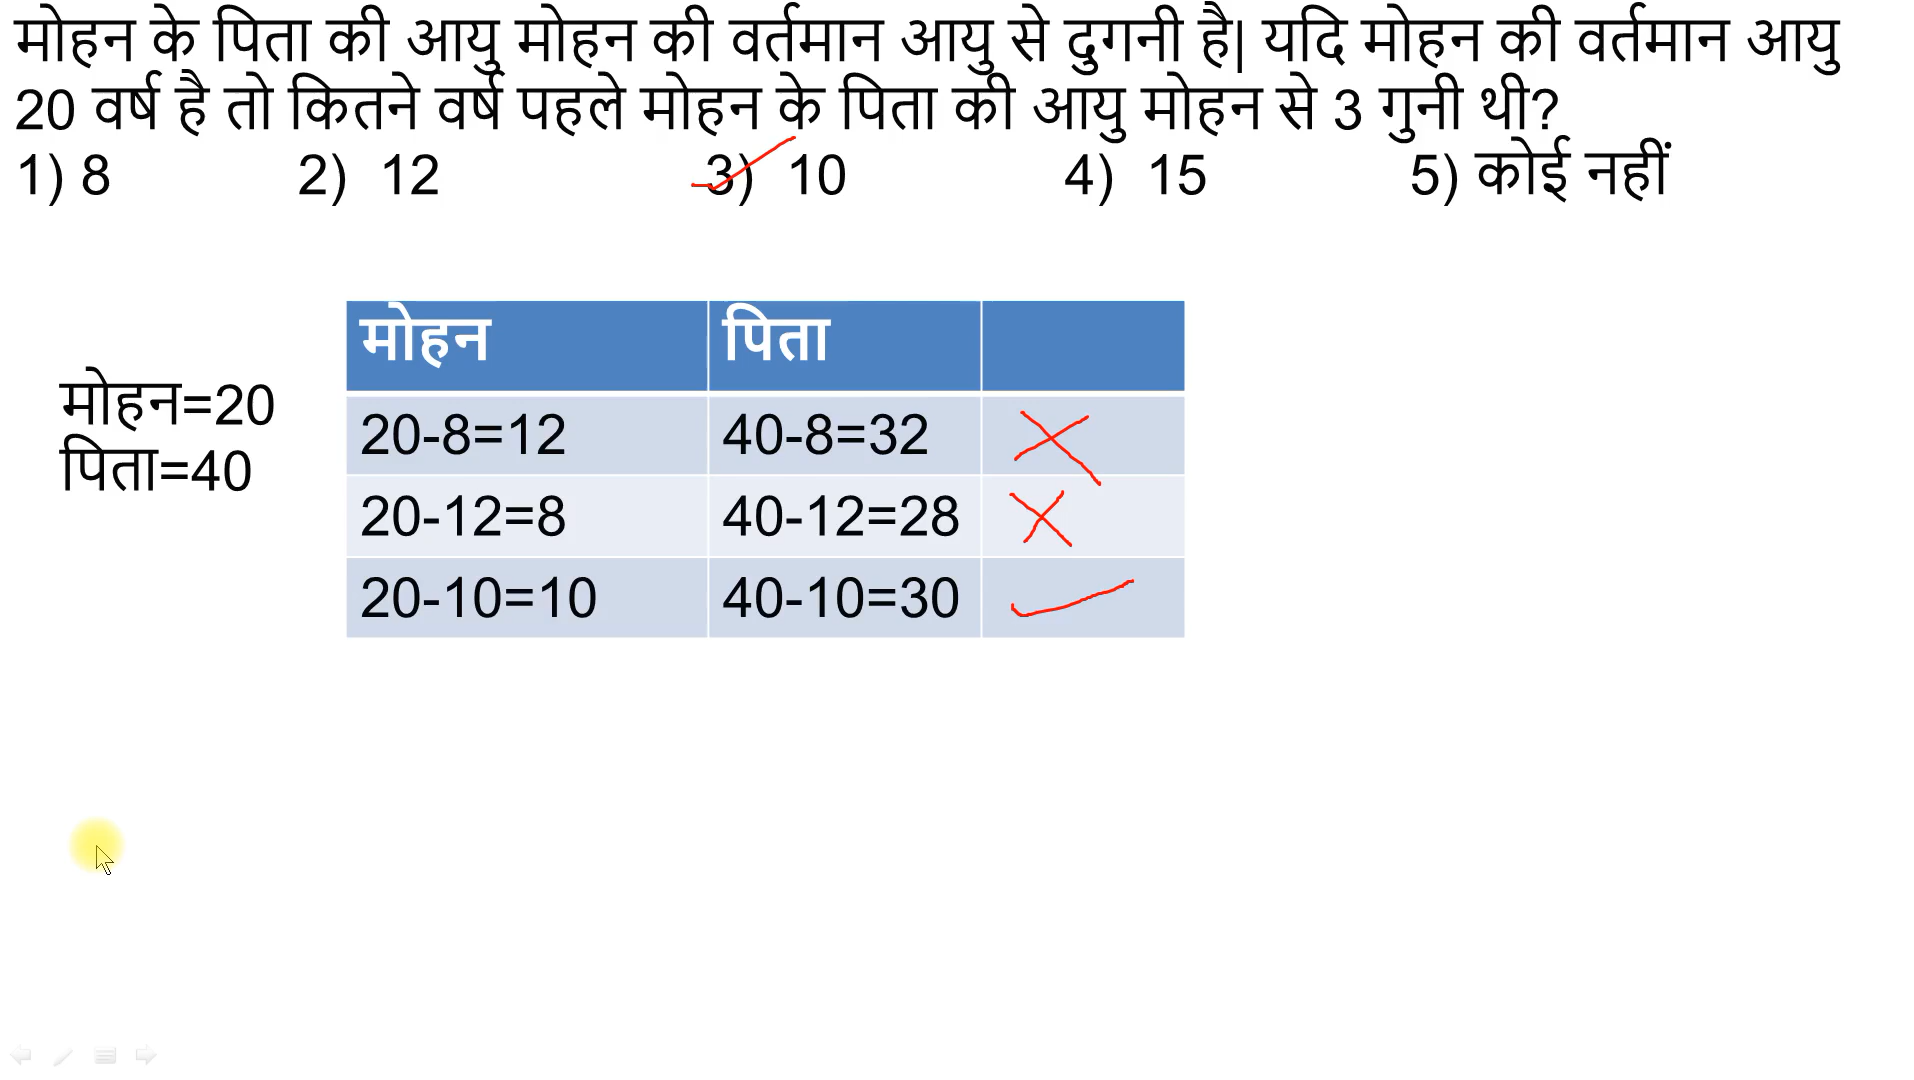 मोहन के पिता की आयु मोहन की वर्तमान आयु से दुगनी है| यदि मोहन की वर्तमान आयु
20 वर्ष है तो कितने वर्ष पहले मोहन के पिता की आयु मोहन से 3 गुनी थी?
1) 8 2) 12 3) 10 4) 15 5) कोई नहीं
मोहन=20
पिता=40
मोहन पिता
20-8=12 40-8=32
20-12=8 40-12=28
20-10=10 40-10=30